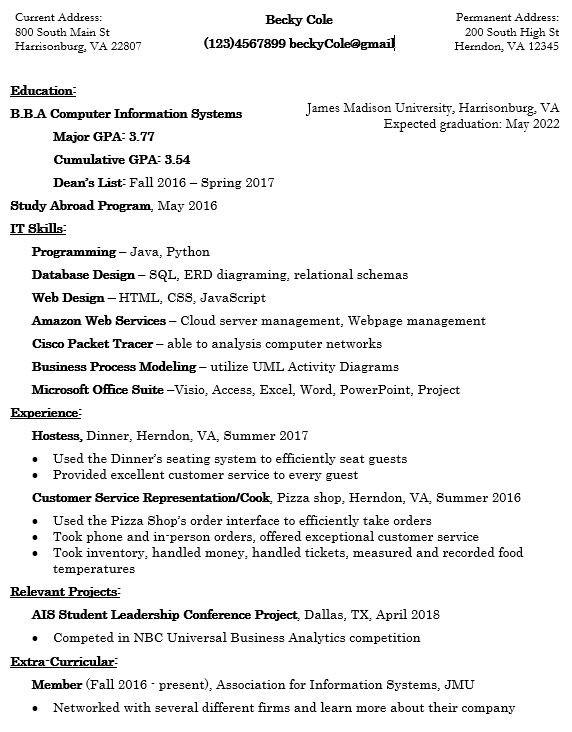 Current Address:
800 South Main St
Harrisonburg, VA 22807
Becky Cole
(123)4567899 beckyCole@gmail
Permanent Address:
200 South High St
Herndon, VA 12345
Education:
B.B.A Computer Information Systems
James Madison University, Harrisonburg, VA
Expected graduation: May 2022
Major GPA: 3.77
Cumulative GPA: 3.54
Dean's List: Fall 2016 – Spring 2017
Study Abroad Program, May 2016
IT Skills:
Programming – Java, Python
Database Design – SQL, ERD diagraming, relational schemas
Web Design – HTML, CSS, JavaScript
Amazon Web Services – Cloud server management, Webpage management
Cisco Packet Tracer – able to analysis computer networks
Business Process Modeling – utilize UML Activity Diagrams
Microsoft Office Suite –Visio, Access, Excel, Word, PowerPoint, Project
Experience:
Hostess, Dinner, Herndon, VA, Summer 2017
• Used the Dinner's seating system to efficiently seat guests
• Provided excellent customer service to every guest
Customer Service Representation/Cook, Pizza shop, Herndon, VA, Summer 2016
• Used the Pizza Shop's order interface to efficiently take orders
• Took phone and in-person orders, offered exceptional customer service
• Took inventory, handled money, handled tickets, measured and recorded food
temperatures
Relevant Projects:
AIS Student Leadership Conference Project, Dallas, TX, April 2018
• Competed in NBC Universal Business Analytics competition
Extra-Curricular:
Member (Fall 2016 - present), Association for Information Systems, JMU
• Networked with several different firms and learn more about their company